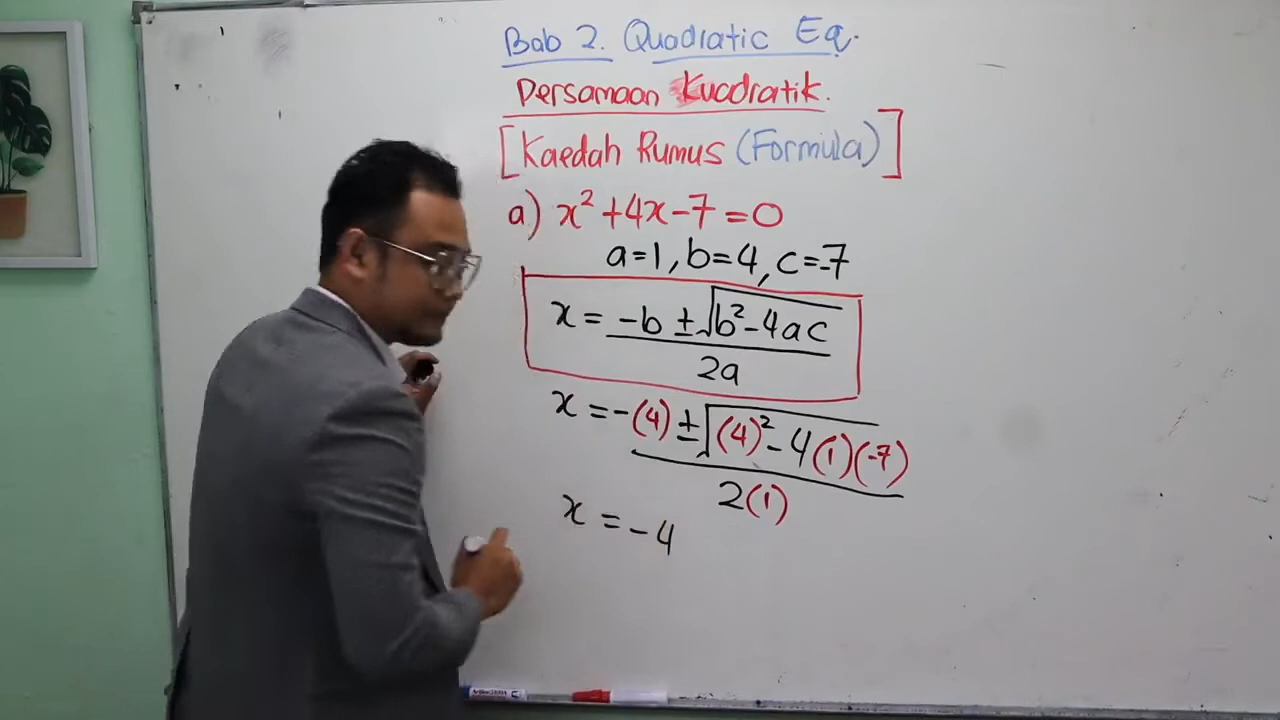 Bab 2. Quadratic Eq.
Persamaan Kuadratik.
[Kaedah Rumus (Formula)]
a) x² + 4x - 7 = 0
a = 1, b = 4, c = -7
x = (-b ± √(b² - 4ac)) / 2a
x = (-(4) ± √((4)² - 4(1)(-7))) / 2(1)
x = -4